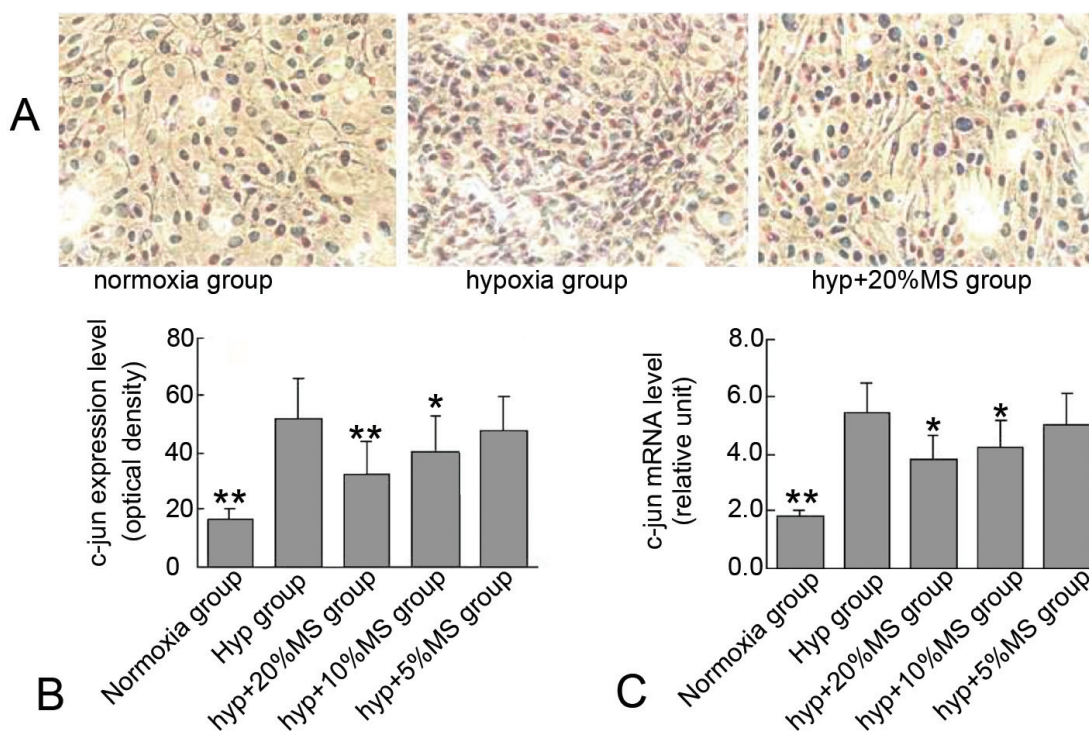 A
normoxia group
hypoxia group
hyp+20%MS group
c-jun expression level
(optical density)
80
60
40
20
0
**
**
*
Normoxia group
Hyp group
hyp+20%MS group
hyp+10%MS group
hyp+5%MS group
B
c-jun mRNA level
(relative unit)
8.0
6.0
4.0
2.0
0.0
**
*
*
Normoxia group
Hyp group
hyp+20%MS group
hyp+10%MS group
hyp+5%MS group
C